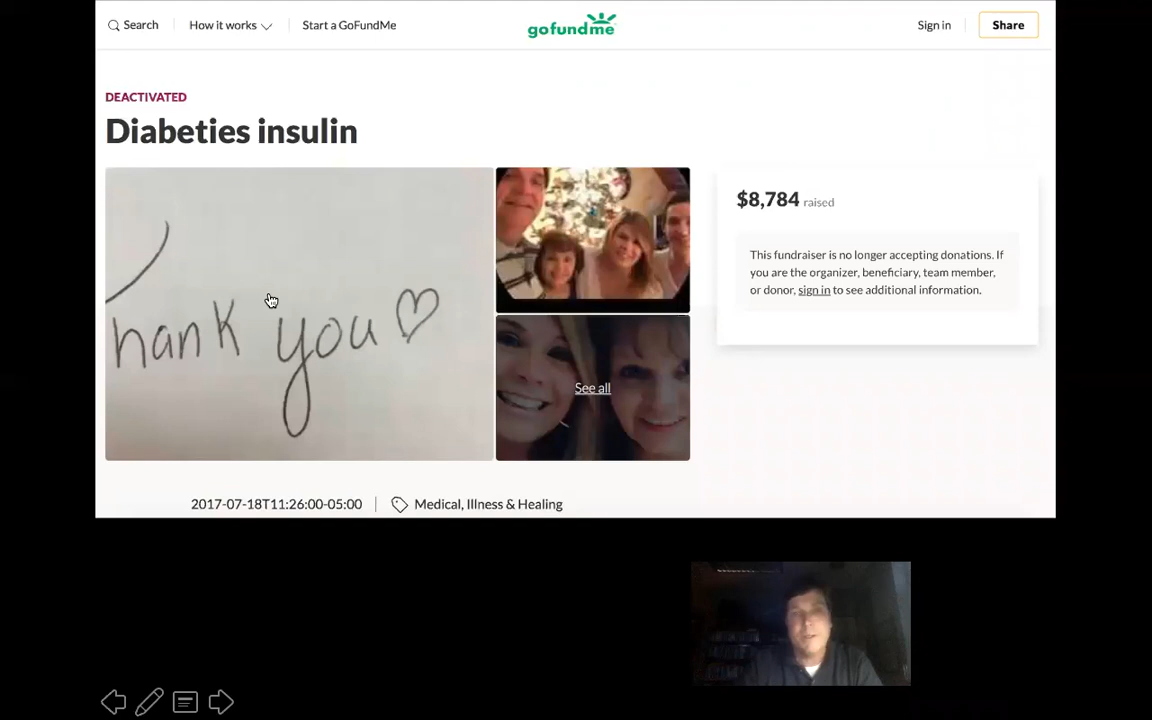 Search
How it works
Start a GoFundMe
gofundme
Sign in
Share
DEACTIVATED
Diabeties insulin
Thank you
See all
$8,784 raised
This fundraiser is no longer accepting donations. If
you are the organizer, beneficiary, team member,
or donor, sign in to see additional information.
2017-07-18T11:26:00-05:00
Medical, Illness & Healing